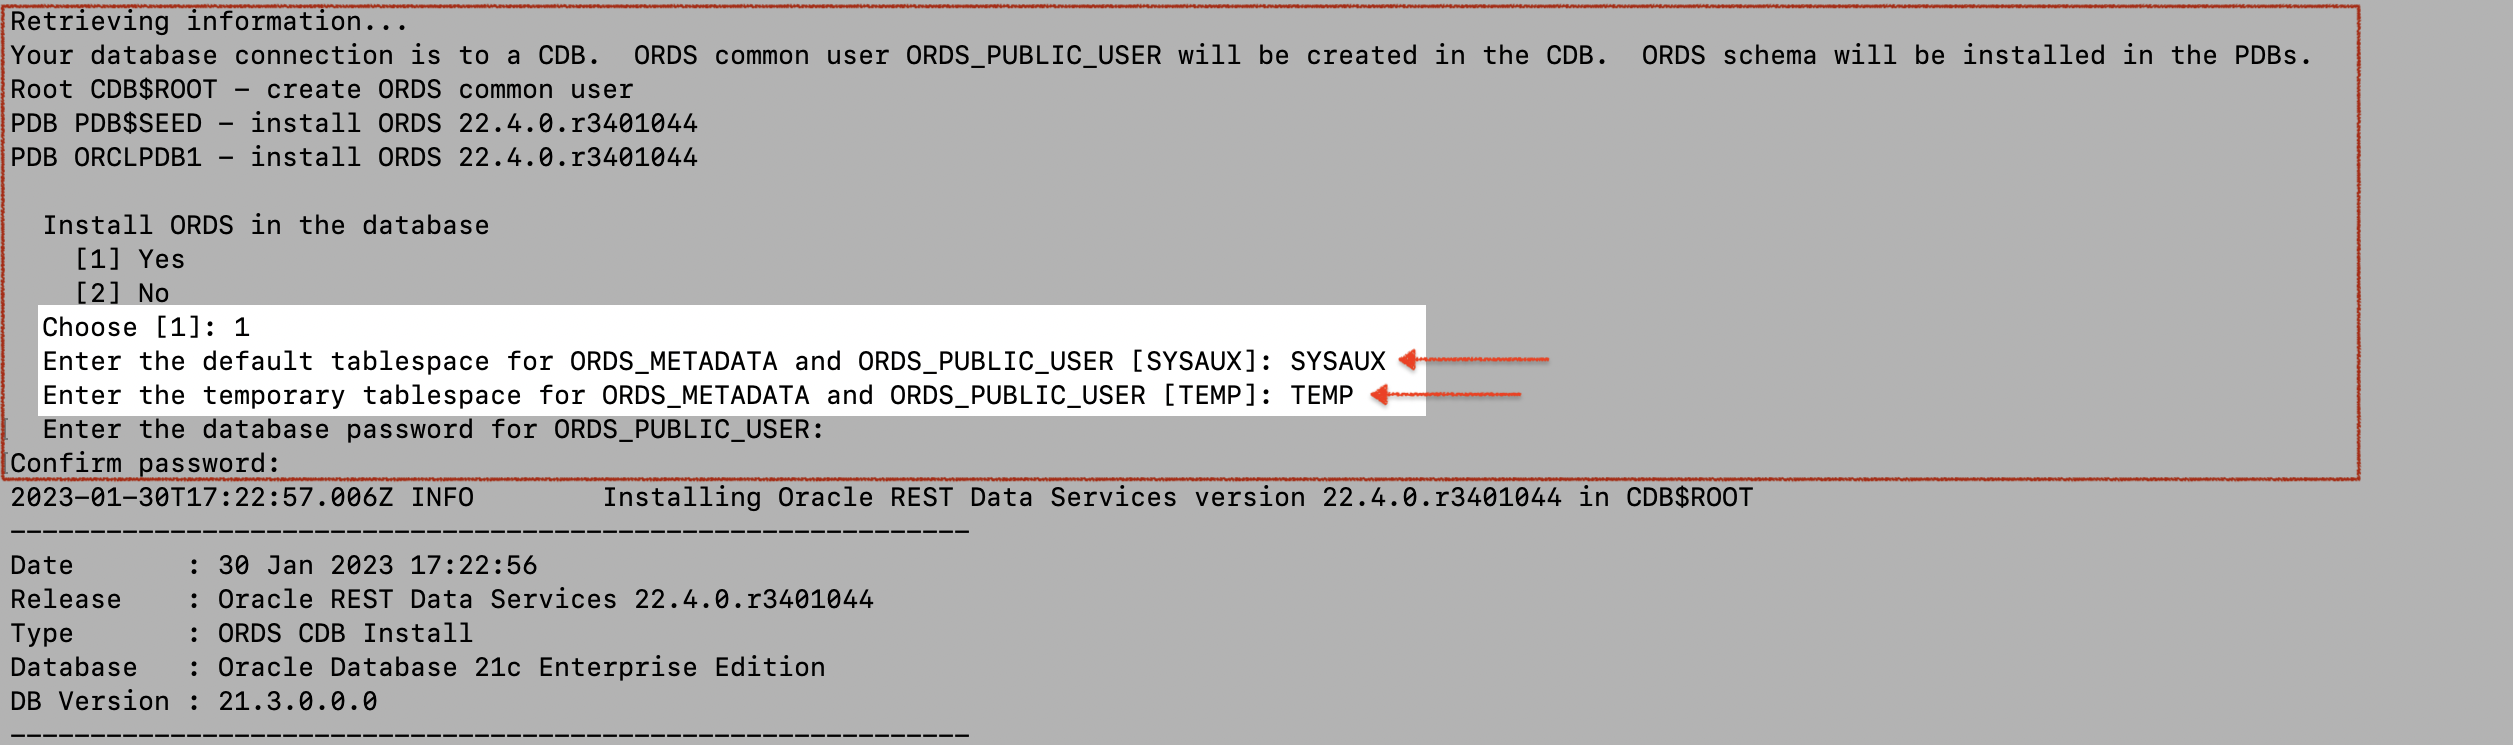 Retrieving information...
Your database connection is to a CDB.  ORDS common user ORDS_PUBLIC_USER will be created in the CDB.  ORDS schema will be installed in the PDBs.
Root CDB$ROOT – create ORDS common user
PDB PDB$SEED – install ORDS 22.4.0.r3401044
PDB ORCLPDB1 – install ORDS 22.4.0.r3401044
  Install ORDS in the database
    [1] Yes
    [2] No
  Choose [1]: 1
  Enter the default tablespace for ORDS_METADATA and ORDS_PUBLIC_USER [SYSAUX]: SYSAUX
  Enter the temporary tablespace for ORDS_METADATA and ORDS_PUBLIC_USER [TEMP]: TEMP
  Enter the database password for ORDS_PUBLIC_USER:
Confirm password:
2023–01–30T17:22:57.006Z INFO        Installing Oracle REST Data Services version 22.4.0.r3401044 in CDB$ROOT
––––––––––––––––––––––––––––––––––––––––––––––––––––––––––––
Date       : 30 Jan 2023 17:22:56
Release    : Oracle REST Data Services 22.4.0.r3401044
Type       : ORDS CDB Install
Database   : Oracle Database 21c Enterprise Edition
DB Version : 21.3.0.0.0
––––––––––––––––––––––––––––––––––––––––––––––––––––––––––––